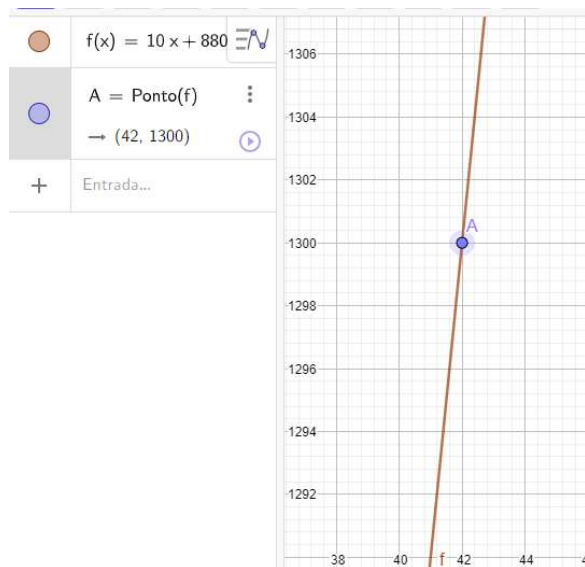 f(x) = 10 x + 880
A = Ponto(f)
→ (42, 1300)
+
Entrada...
1306
1304
1302
1300
1298
1296
1294
1292
A
f
38
40
42
44